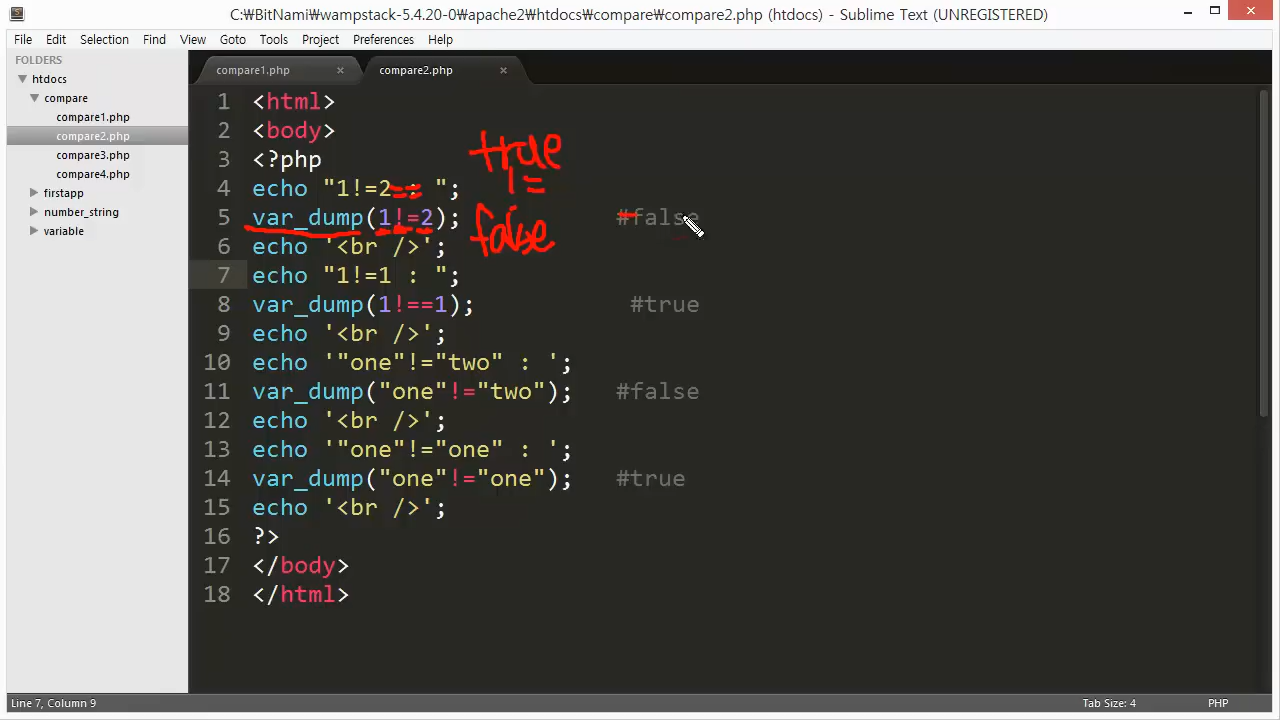 C:₩BitNami₩wampstack-5.4.20-0₩apache2₩htdocs₩compare₩compare2.php (htdocs) - Sublime Text (UNREGISTERED)
File Edit Selection Find View Goto Tools Project Preferences Help
FOLDERS
htdocs
compare
compare1.php
compare2.php
compare3.php
compare4.php
firstapp
number_string
variable
compare1.php compare2.php
1 <html>
2 <body>
3 <?php
4 echo "1!=2 : ";
5 var_dump(1!=2); #false
6 echo '<br />';
7 echo "1!=1 : ";
8 var_dump(1!==1); #true
9 echo '<br />';
10 echo '"one"!="two" : ';
11 var_dump("one"!="two"); #false
12 echo '<br />';
13 echo '"one"!="one" : ';
14 var_dump("one"!="one"); #true
15 echo '<br />';
16 ?>
17 </body>
18 </html>
true
false
Line 7, Column 9 Tab Size: 4 PHP